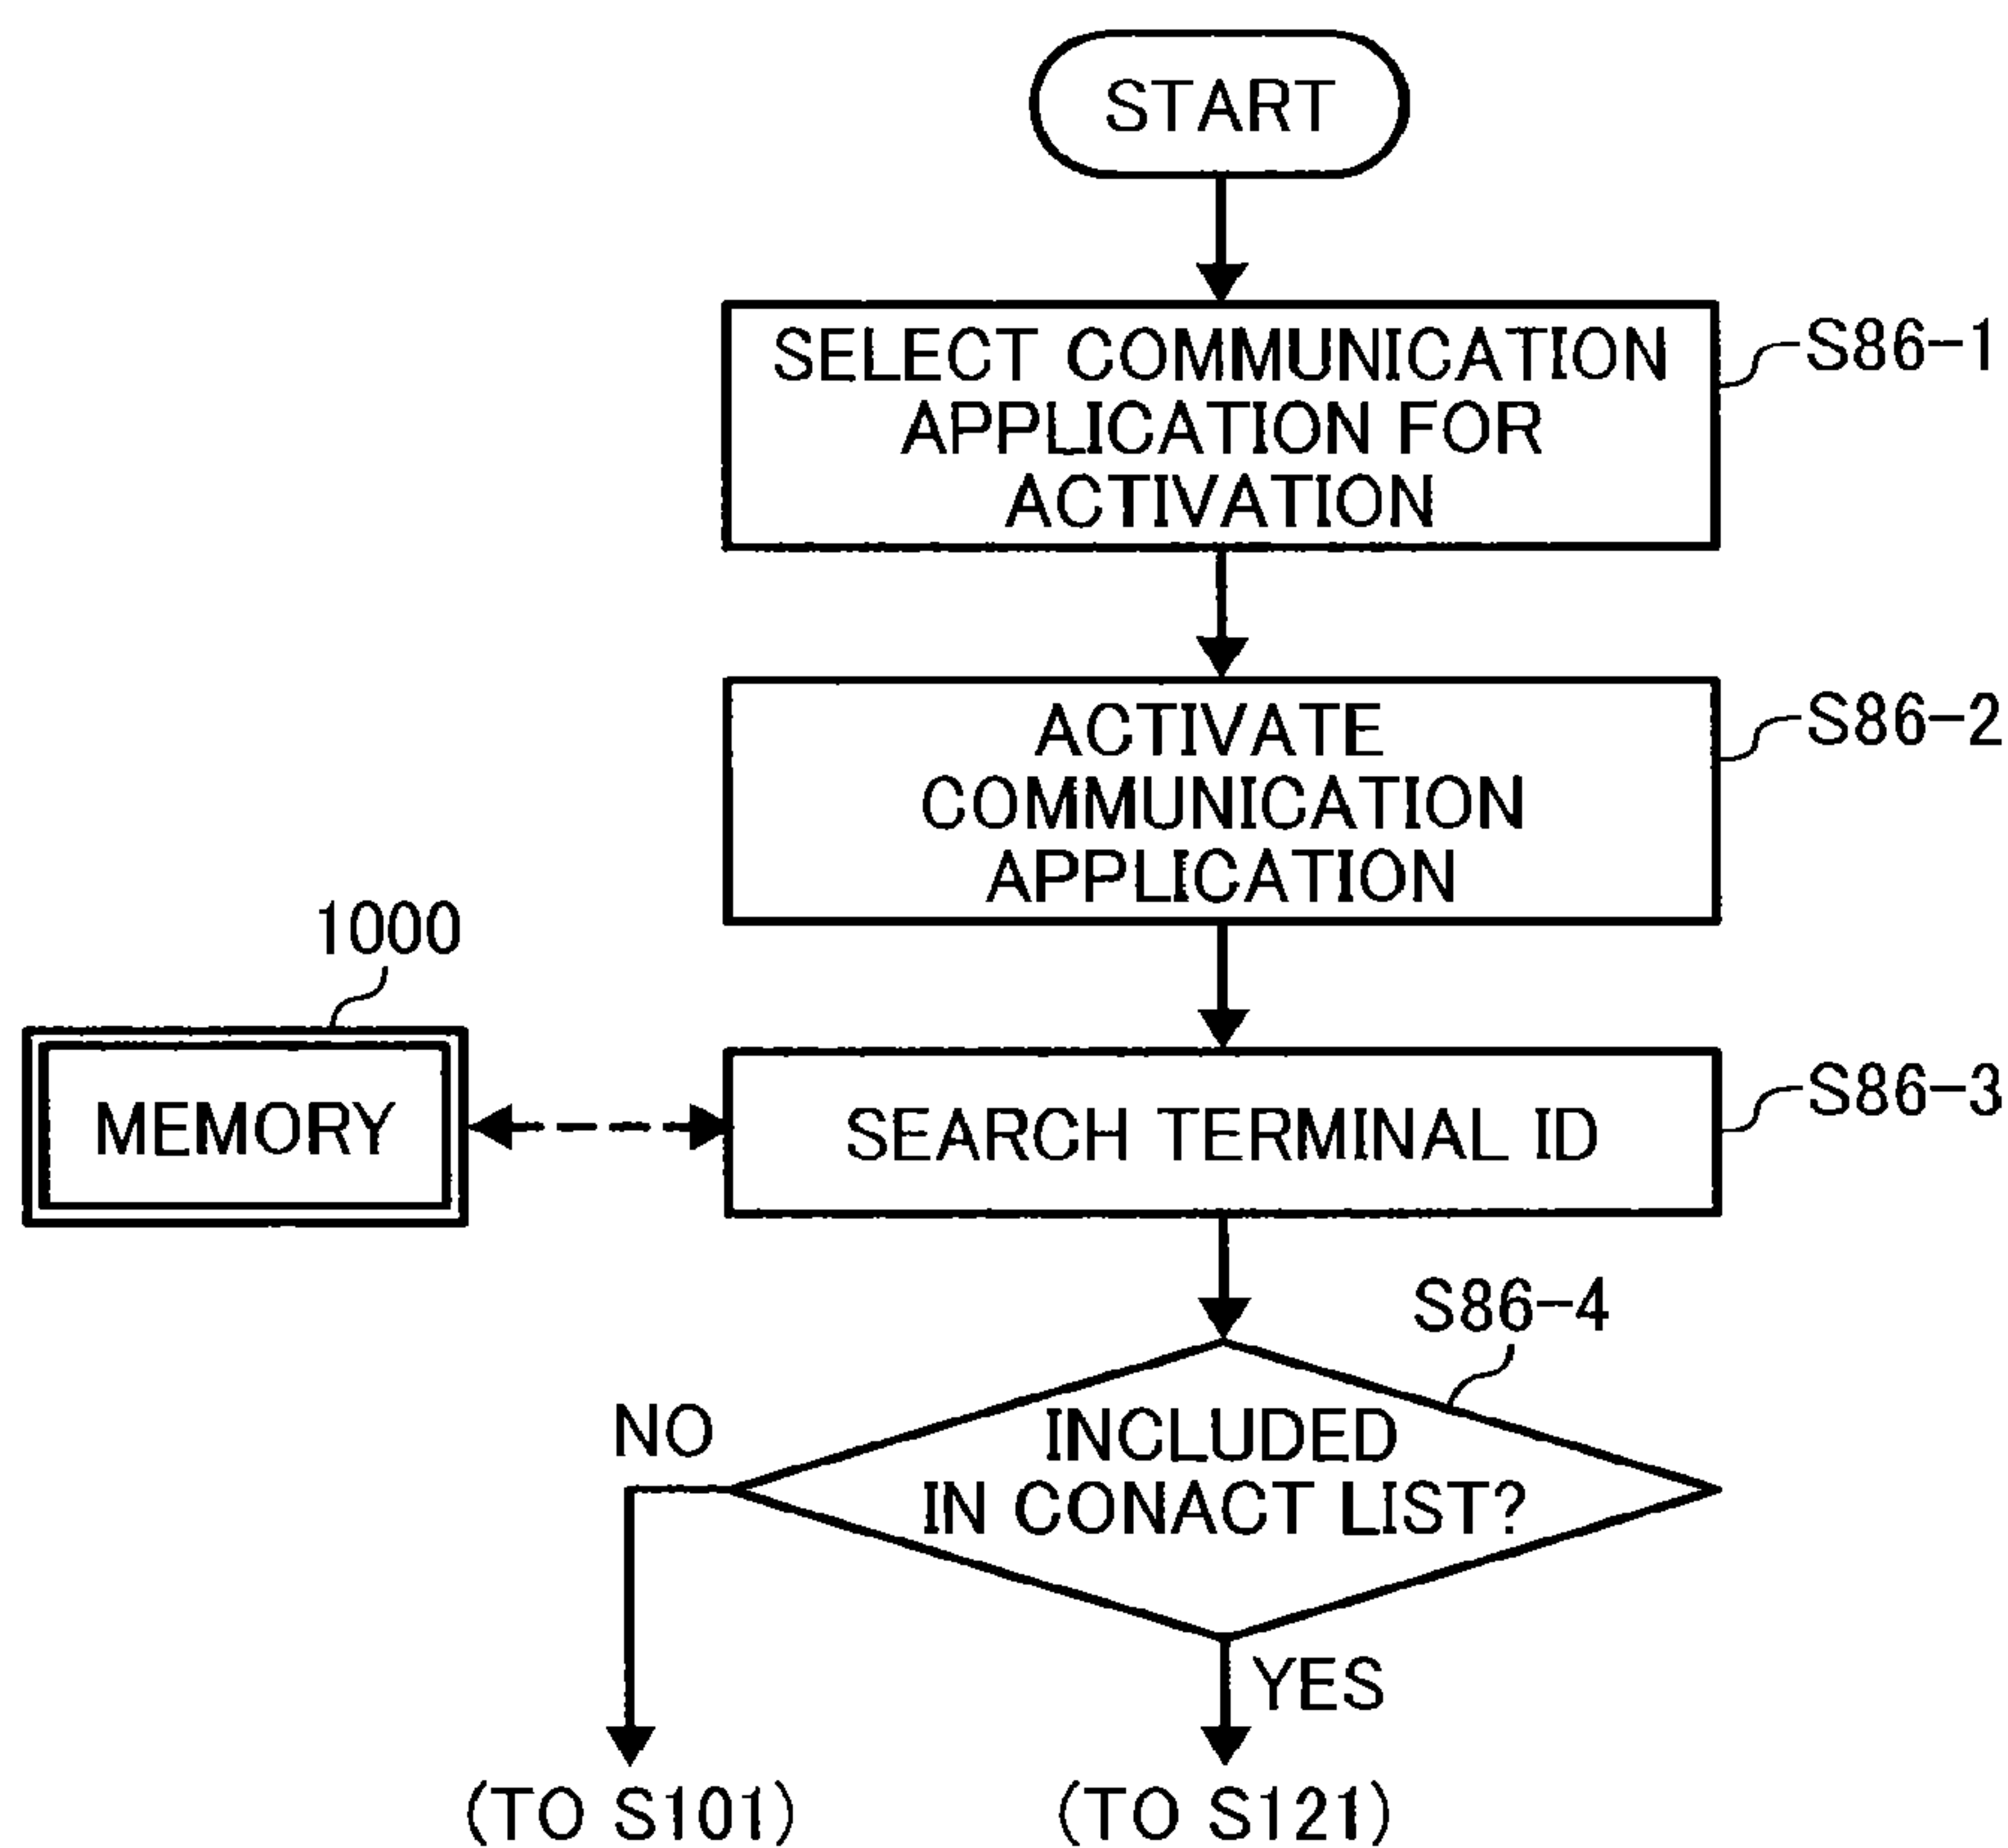 START
SELECT COMMUNICATION
APPLICATION FOR
ACTIVATION
S86-1
ACTIVATE
COMMUNICATION
APPLICATION
S86-2
1000
MEMORY
SEARCH TERMINAL ID
S86-3
S86-4
NO
INCLUDED
IN CONACT LIST?
YES
(TO S101)
(TO S121)